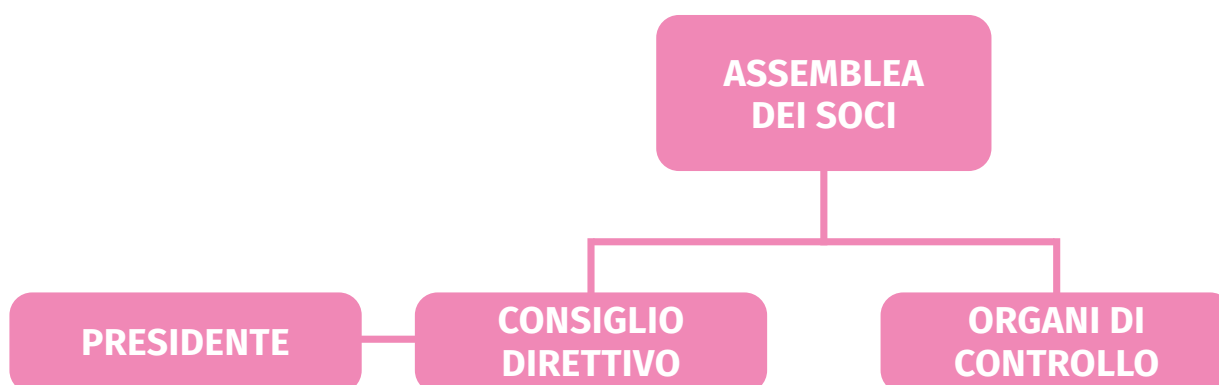 ASSEMBLEA
DEI SOCI
PRESIDENTE
CONSIGLIO
DIRETTIVO
ORGANI DI
CONTROLLO